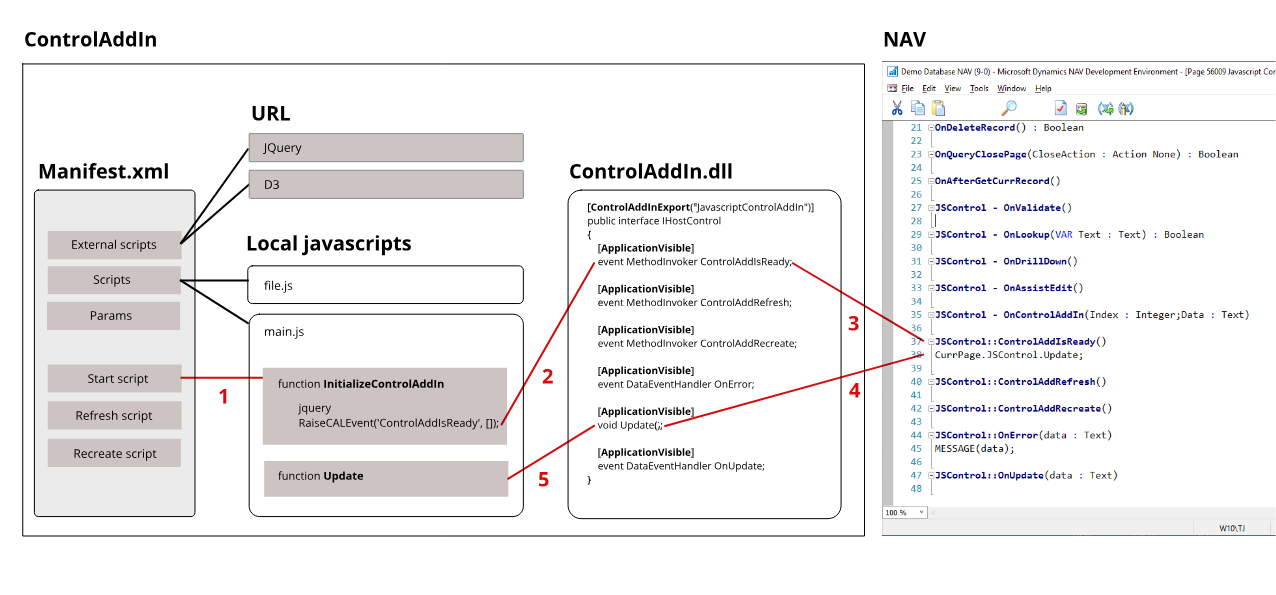 ControlAddIn
Manifest.xml
External scripts
Scripts
Params
Start script
Refresh script
Recreate script
URL
JQuery
D3
Local javascripts
file.js
main.js
function InitializeControlAddIn
jquery
RaiseCALEvent('ControlAddIsReady', []);
function Update
ControlAddIn.dll
[ControlAddInExport("JavascriptControlAddIn")]
public interface IHostControl
{
[ApplicationVisible]
event MethodInvoker ControlAddIsReady;
[ApplicationVisible]
event MethodInvoker ControlAddRefresh;
[ApplicationVisible]
event MethodInvoker ControlAddRecreate;
[ApplicationVisible]
event DataEventHandler OnError;
[ApplicationVisible]
void Update();
[ApplicationVisible]
event DataEventHandler OnUpdate;
}
1
2
3
4
5
NAV
Demo Database NAV (9-0) - Microsoft Dynamics NAV Development Environment - [Page 56009 Javascript Cor
File Edit View Tools Window Help
21 OnDeleteRecord() : Boolean
22
23 OnQueryClosePage(CloseAction : Action None) : Boolean
24
25 OnAfterGetCurrRecord()
26
27 JSControl - OnValidate()
28
29 JSControl - OnLookup(VAR Text : Text) : Boolean
30
31 JSControl - OnDrillDown()
32
33 JSControl - OnAssistEdit()
34
35 JSControl - OnControlAddIn(Index : Integer;Data : Text)
36
37 JSControl::ControlAddIsReady()
38 CurrPage.JSControl.Update;
39
40 JSControl::ControlAddRefresh()
41
42 JSControl::ControlAddRecreate()
43
44 JSControl::OnError(data : Text)
45 MESSAGE(data);
46
47 JSControl::OnUpdate(data : Text)
48
100 %
W10\TJ